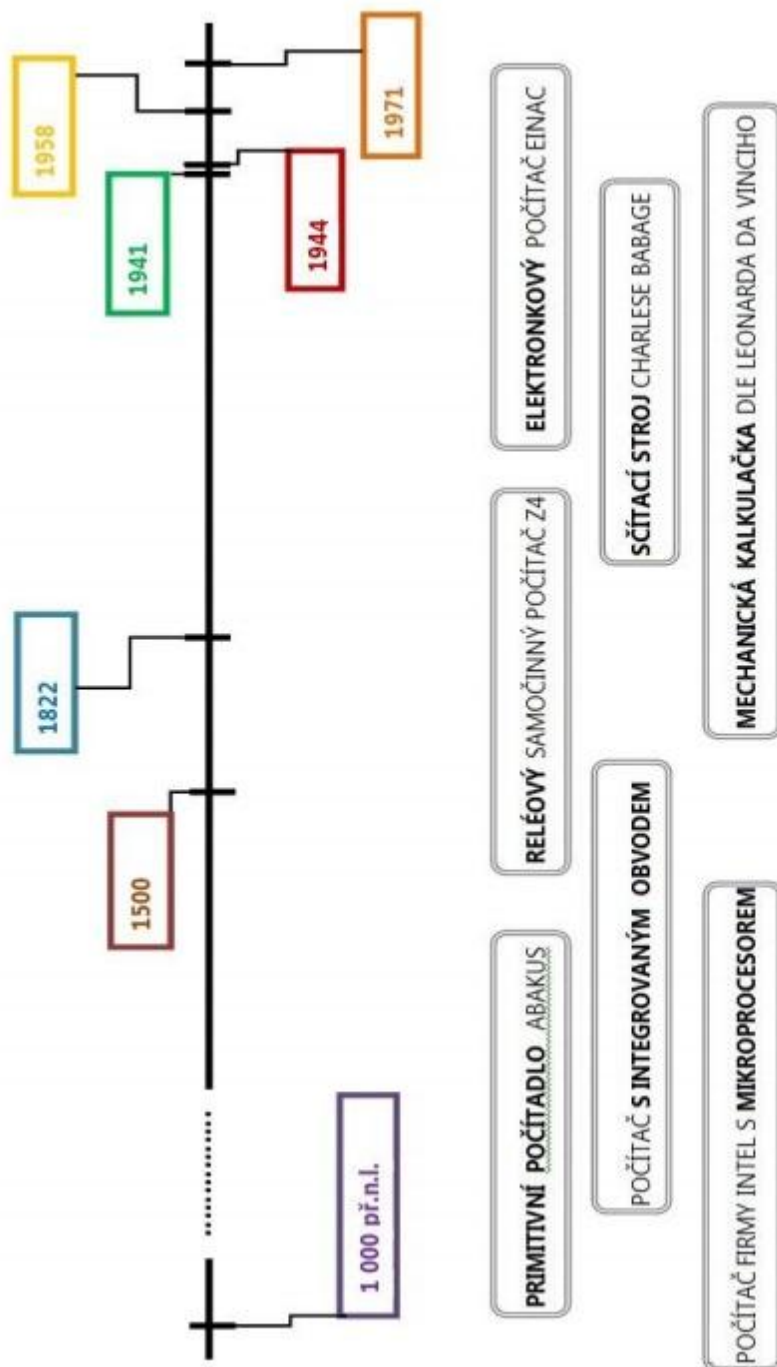 1822
1958
1500
1941
1944
1 000 př.n.l.
1971
PRIMITIVNÍ POČÍTADLO ABAKUS
RELÉOVÝ SAMOČINNÝ POČÍTAČ Z4
ELEKTRONKOVÝ POČÍTAČ EINAC
POČÍTAČ S INTEGROVANÝM OBVODEM
SČÍTACÍ STROJ CHARLESE BABAGE
POČÍTAČ FIRMY INTEL S MIKROPROCESOREM
MECHANICKÁ KALKULAČKA DLE LEONARDA DA VINCIHO